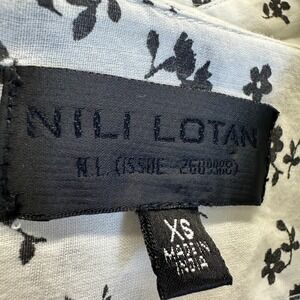 NILI LOTAN
N.L.(ISSUE
XS
MADE IN
INDIA